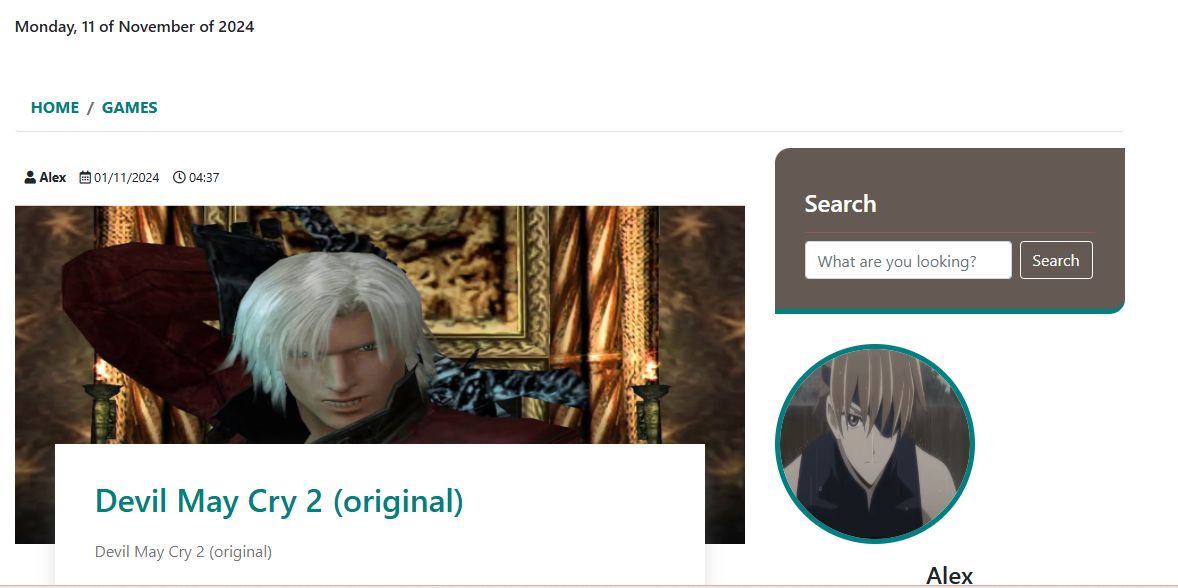 Monday, 11 of November of 2024
HOME / GAMES
Alex 01/11/2024 04:37
Search
What are you looking? Search
Devil May Cry 2 (original)
Devil May Cry 2 (original)
Alex